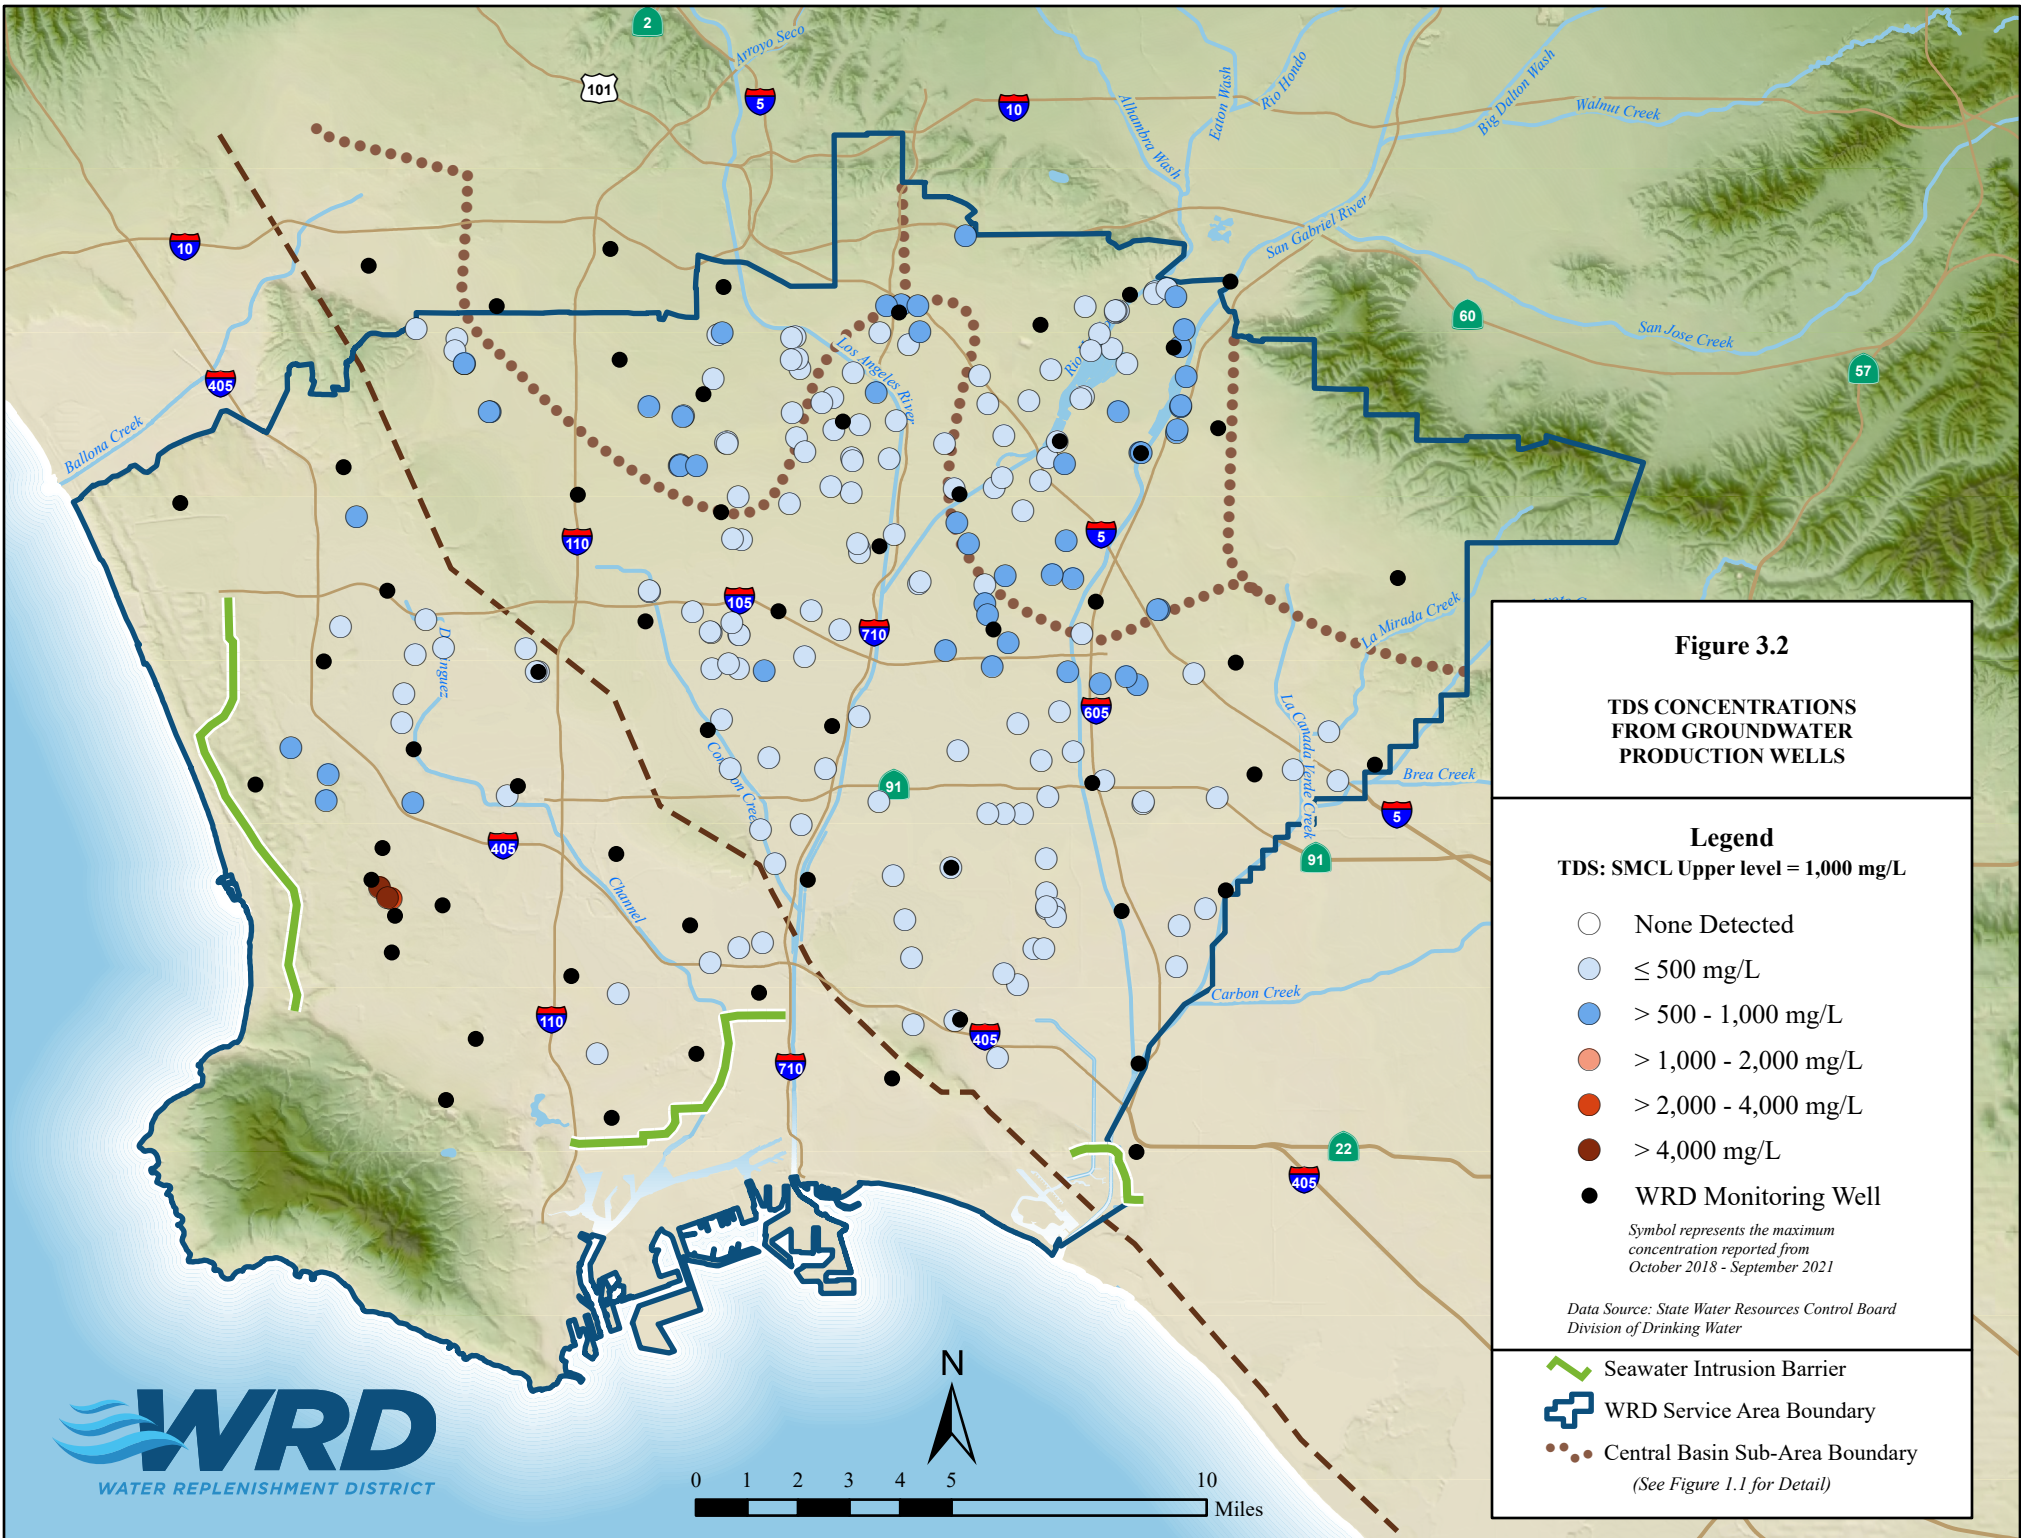 2
101
5
10
Arroyo Seco
Alhambra Wash
Eaton Wash
Rio Hondo
Big Dalton Wash
Walnut Creek
10
San Gabriel River
60
San Jose Creek
57
405
Ballona Creek
Los Angeles River
Rio
110
5
105
710
Compton Creek
605
La Mirada Creek
La Canada Verde Creek
Brea Creek
91
5
91
405
Channel
Carbon Creek
110
405
710
22
405
Figure 3.2
TDS CONCENTRATIONS
FROM GROUNDWATER
PRODUCTION WELLS
Legend
TDS: SMCL Upper level = 1,000 mg/L
None Detected
≤ 500 mg/L
> 500 - 1,000 mg/L
> 1,000 - 2,000 mg/L
> 2,000 - 4,000 mg/L
> 4,000 mg/L
WRD Monitoring Well
Symbol represents the maximum
concentration reported from
October 2018 - September 2021
Data Source: State Water Resources Control Board
Division of Drinking Water
Seawater Intrusion Barrier
WRD Service Area Boundary
Central Basin Sub-Area Boundary
(See Figure 1.1 for Detail)
WRD
WATER REPLENISHMENT DISTRICT
N
0 1 2 3 4 5 10
Miles